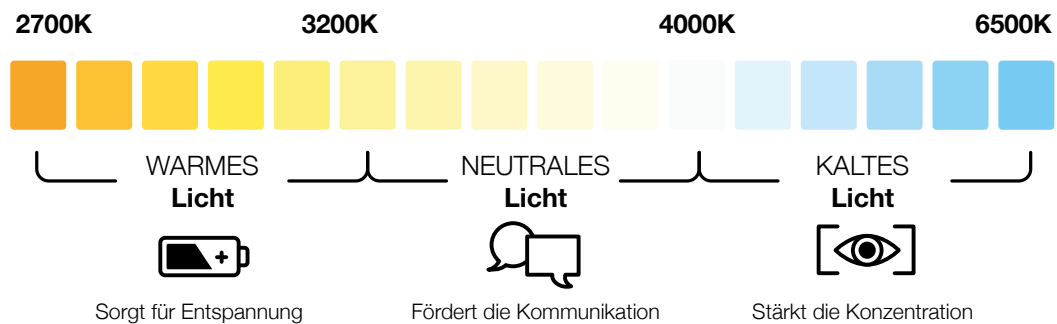 2700K 3200K 4000K 6500K
WARMES NEUTRALES KALTES
Licht Licht Licht
Sorgt für Entspannung Fördert die Kommunikation Stärkt die Konzentration